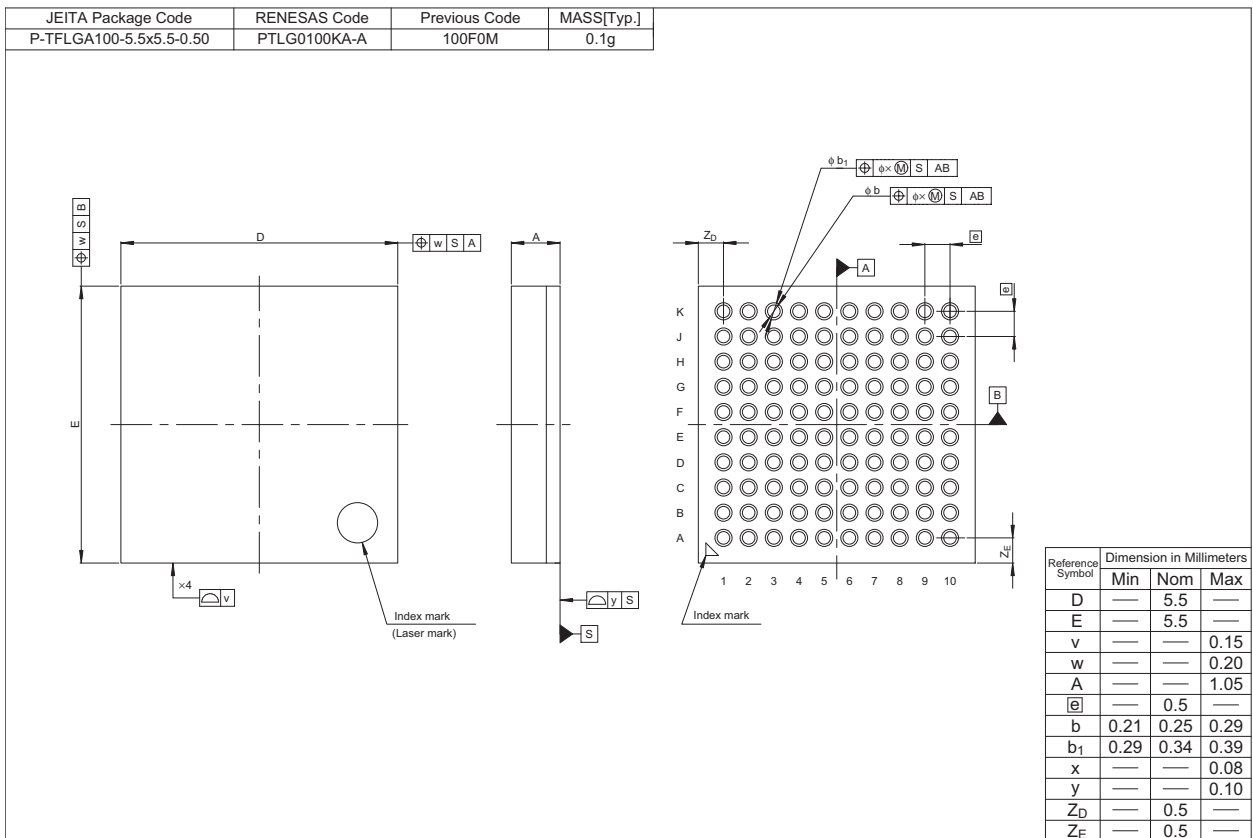 JEITA Package Code RENESAS Code Previous Code MASS[Typ.]
P-TFLGA100-5.5x5.5-0.50 PTLG0100KA-A 100F0M 0.1g
φ b1 ⌖ φ× Ⓜ S AB
φ b ⌖ φ× Ⓜ S AB
⌖ w S B
D
⌖ w S A
A
ZD
e
A
e
E
B
K
J
H
G
F
E
D
C
B
A
1 2 3 4 5 6 7 8 9 10
ZE
×4
⌓ v
Index mark
(Laser mark)
⌓ y S
S
Index mark
Reference Symbol Dimension in Millimeters
Min Nom Max
D — 5.5 —
E — 5.5 —
v — — 0.15
w — — 0.20
A — — 1.05
e — 0.5 —
b 0.21 0.25 0.29
b1 0.29 0.34 0.39
x — — 0.08
y — — 0.10
ZD — 0.5 —
ZE — 0.5 —